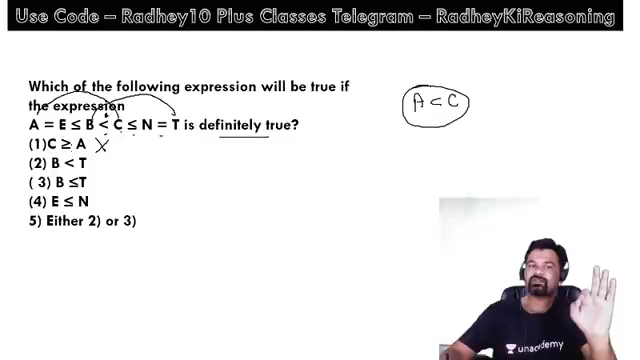 Use Code – Radhey10 Plus Classes Telegram – RadheyKiReasoning
Which of the following expression will be true if
the expression
A = E ≤ B < C ≤ N = T is definitely true?
(1)C ≥ A X
(2) B < T
( 3) B ≤T
(4) E ≤ N
5) Either 2) or 3)
A < C
unacademy